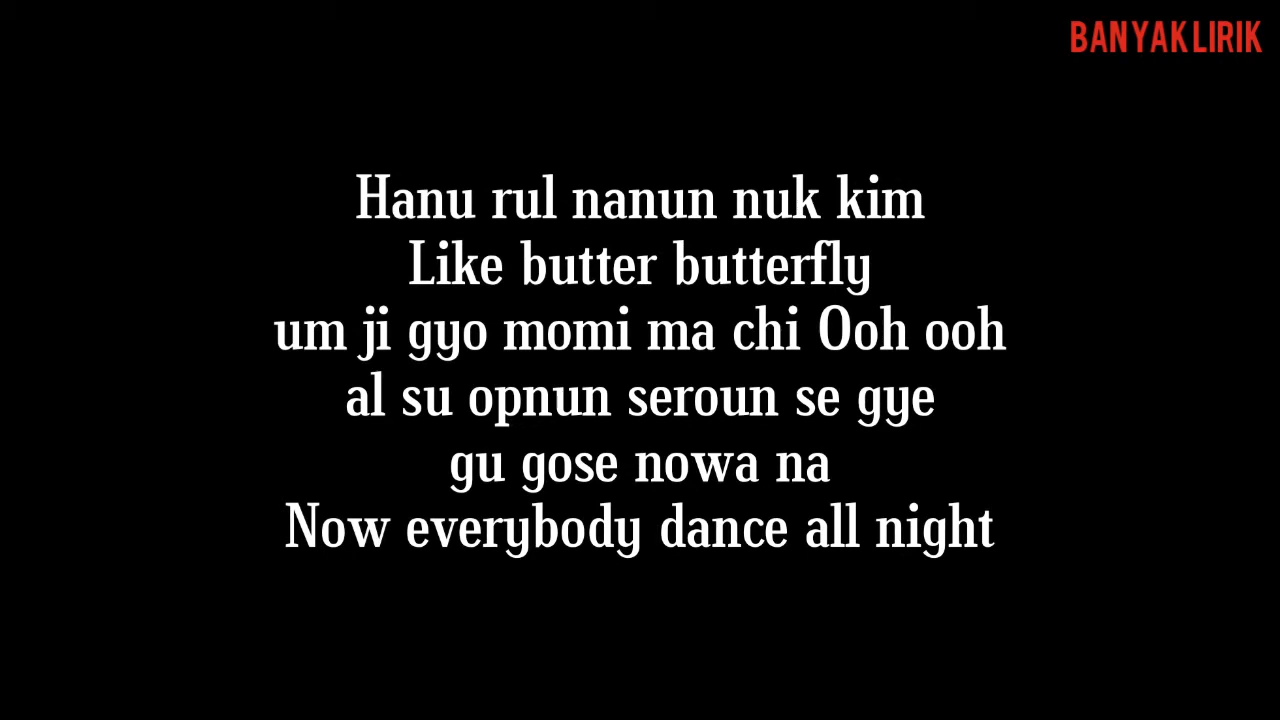 BANYAKLIRIK
Hanu rul nanun nuk kim
Like butter butterfly
um ji gyo momi ma chi Ooh ooh
al su opnun seroun se gye
gu gose nowa na
Now everybody dance all night